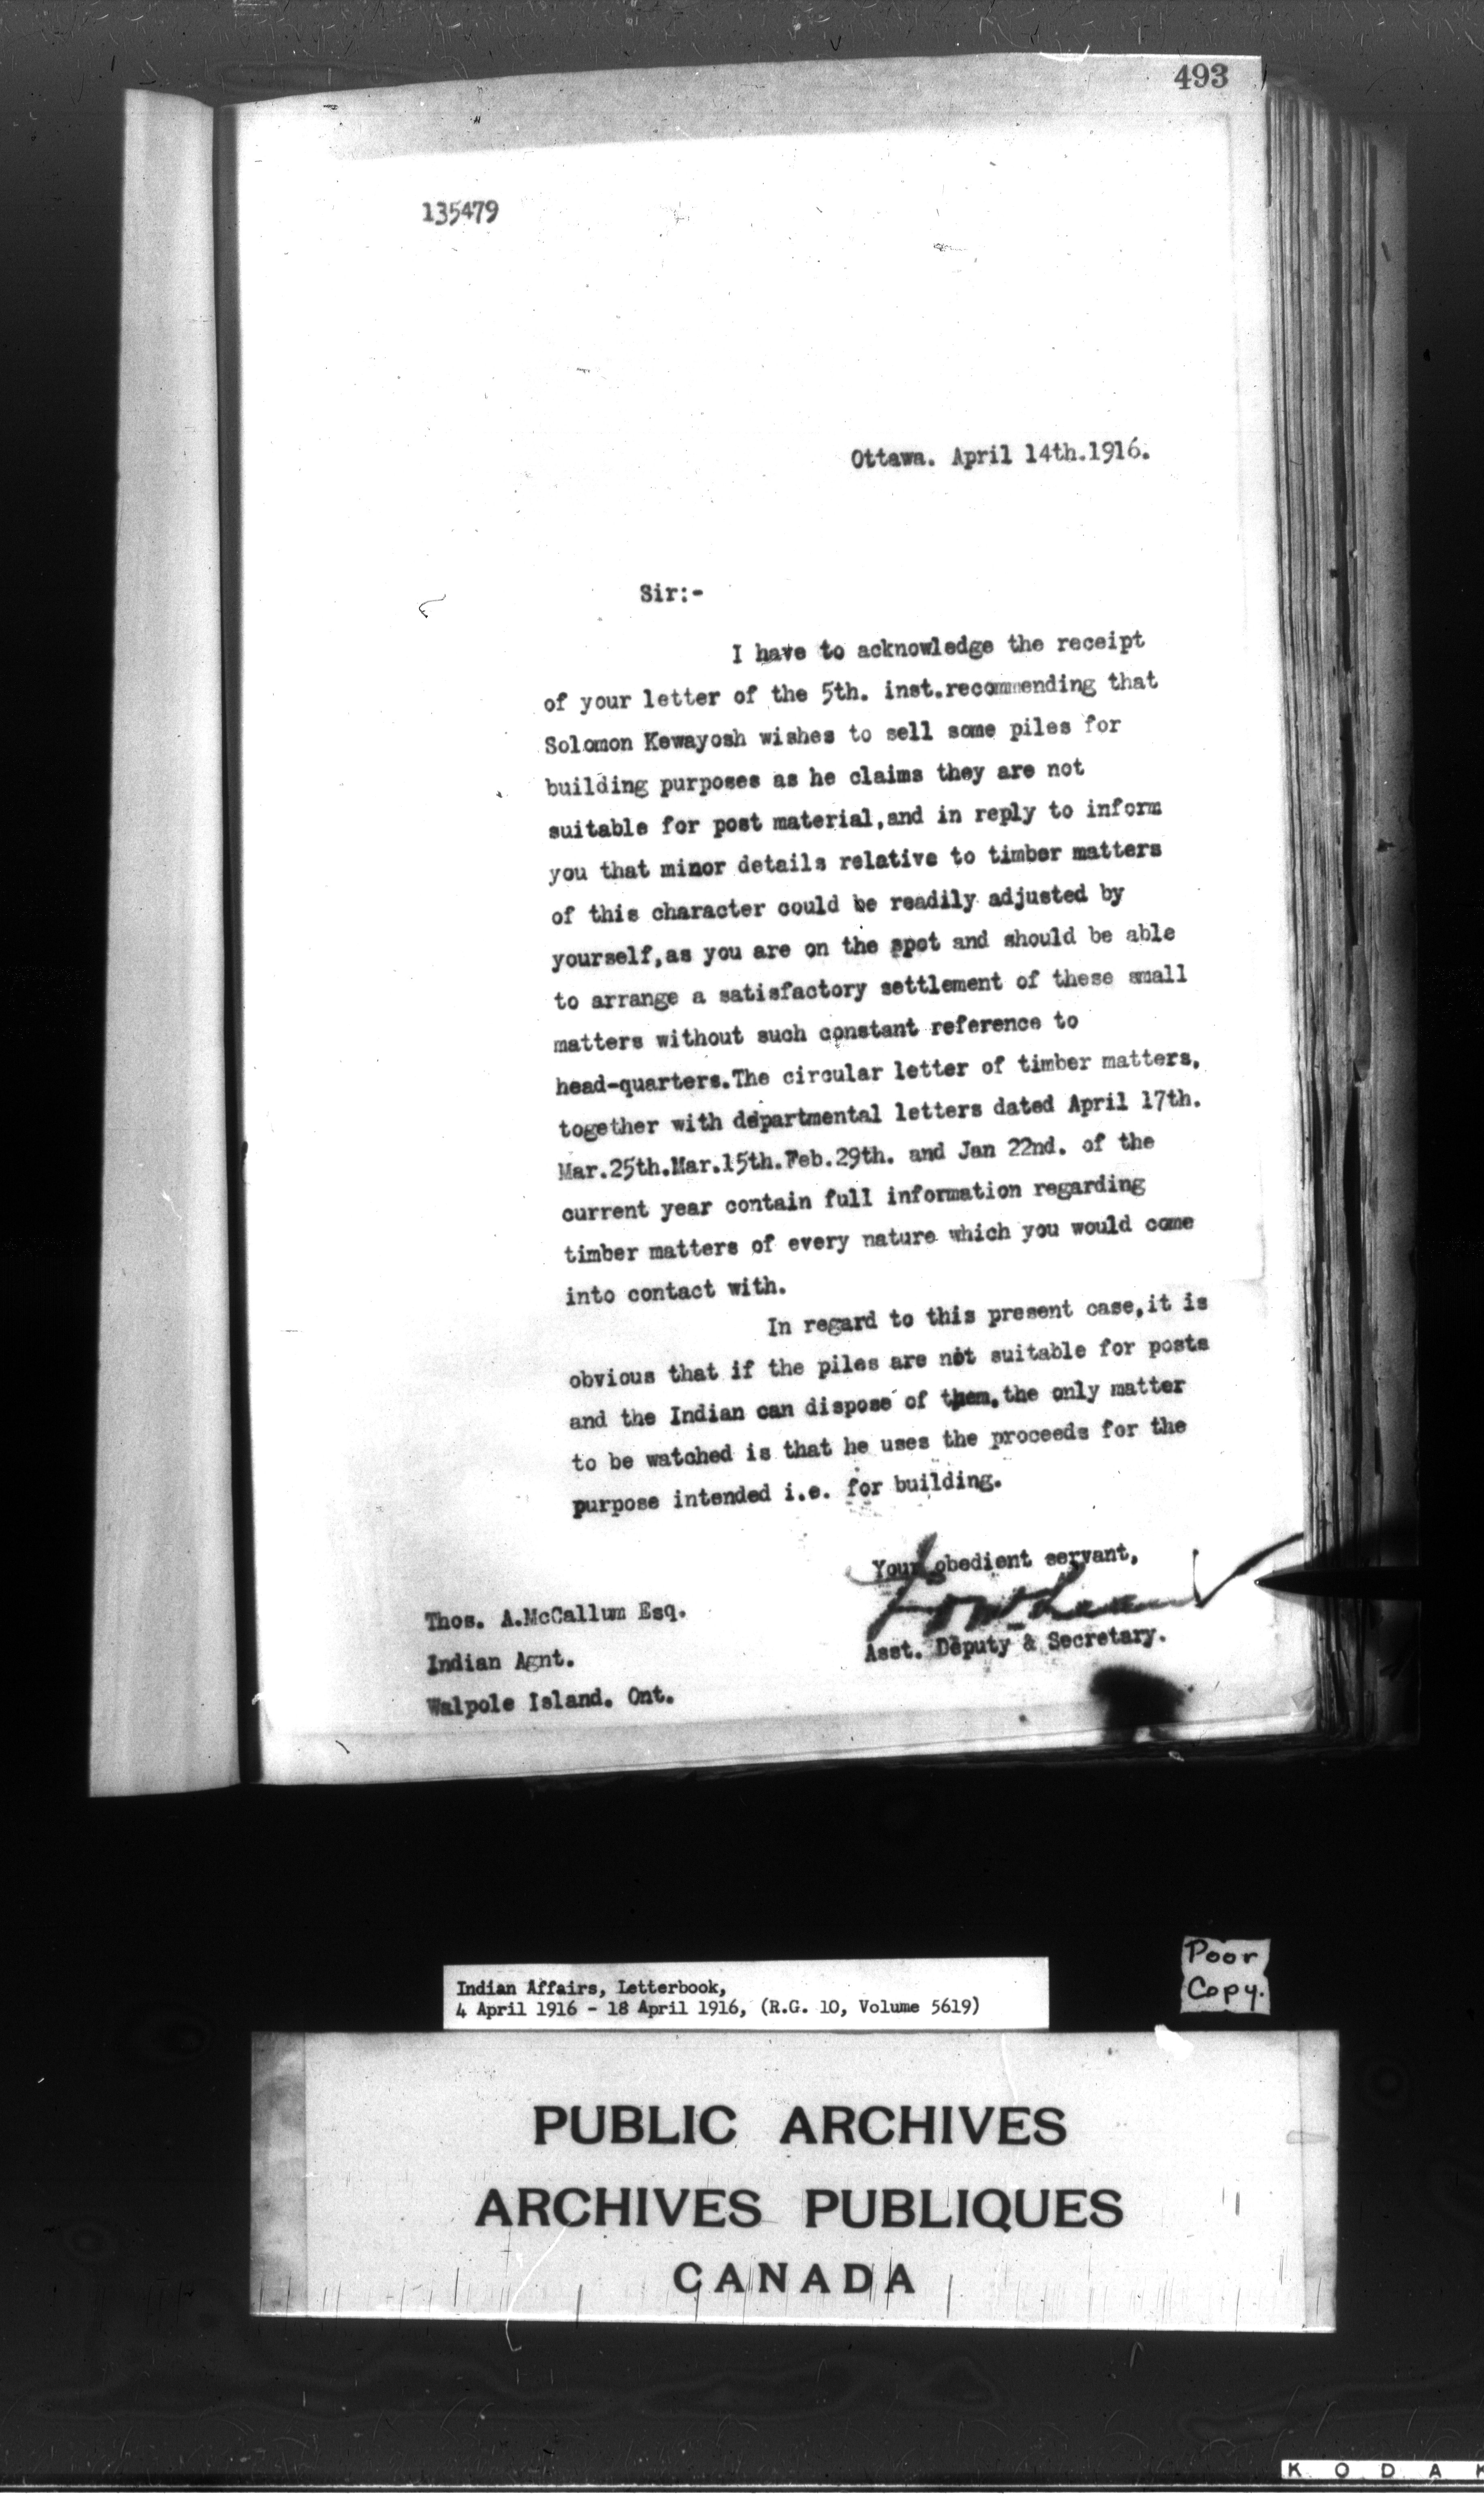 493
135479
Ottawa. April 14th.1916.
Sir:-
I have to acknowledge the receipt
of your letter of the 5th. inst.recommending that
Solomon Kewayosh wishes to sell some piles for
building purposes as he claims they are not
suitable for post material,and in reply to inform
you that minor details relative to timber matters
of this character could be readily adjusted by
yourself,as you are on the spot and should be able
to arrange a satisfactory settlement of these small
matters without such constant reference to
head-quarters.The circular letter of timber matters,
together with departmental letters dated April 17th.
Mar.25th.Mar.15th.Feb.29th. and Jan 22nd. of the
current year contain full information regarding
timber matters of every nature which you would come
into contact with.
In regard to this present case,it is
obvious that if the piles are not suitable for posts
and the Indian can dispose of them,the only matter
to be watched is that he uses the proceeds for the
purpose intended i.e. for building.
Your obedient servant,
Asst. Deputy & Secretary.
Thos. A.McCallum Esq.
Indian Agnt.
Walpole Island. Ont.
Poor
Copy.
Indian Affairs, Letterbook,
4 April 1916 - 18 April 1916, (R.G. 10, Volume 5619)
PUBLIC ARCHIVES
ARCHIVES PUBLIQUES
CANADA
KODAK